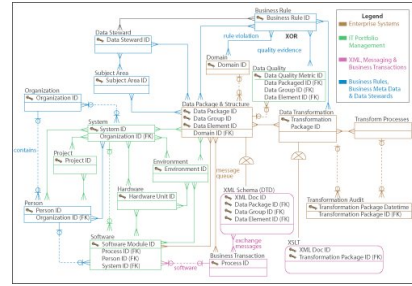 Business Rule
Business Rule ID
Legend
Enterprise Systems
IT Portfolio
Management
XML, Messaging &
Business Transactions
Business Rules,
Business Meta Data
& Data Stewards
Data Steward
Data Steward ID
rule violation
XOR
quality evidence
Subject Area
Subject Area ID
Domain
Domain ID
Data Quality
Data Quality Metric ID
Data Packaged ID (FK)
Data Group ID (FK)
Data Element ID (FK)
Organization
Organization ID
Data Package & Structure
Data Package ID
Data Group ID
Data Element ID
Domain ID (FK)
System
System ID
Organization ID (FK)
Data Transformation
Transformation
Package ID
Transform Processes
contains
Project
Project ID
Environment
Environment ID
message
queue
Hardware
Hardware Unit ID
XML Schema (DTD)
XML Doc ID
Data Package ID (FK)
Data Group ID (FK)
Data Element ID (FK)
Transformation Audit
Transformation Package Datetime
Transformation Package ID (FK)
Person
Person ID
Organization ID (FK)
Software
Software Module ID
Process ID (FK)
Person ID (FK)
System ID (FK)
exchange
messages
software
Business Transaction
Process ID
XSLT
XML Doc ID
Transformation Package ID (FK)